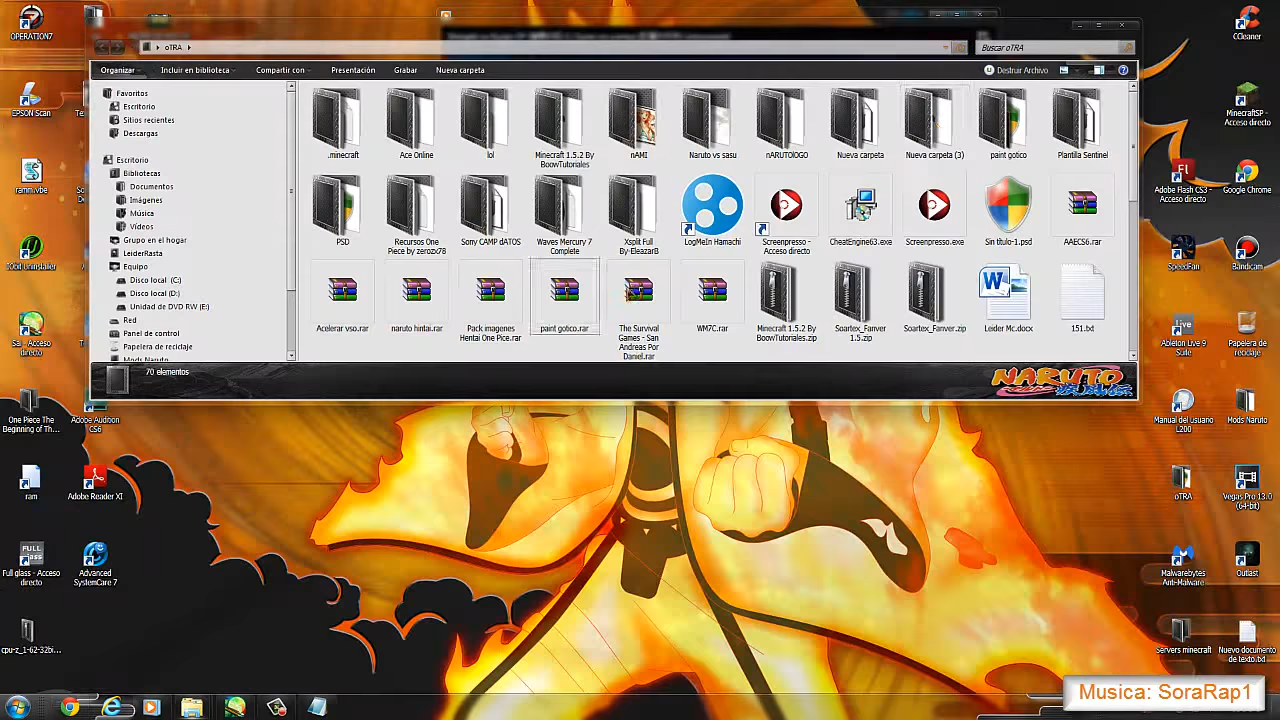 OPERATION7
EPSON Scan
ramm.vbe
IObit Uninstaller
Sai - Acceso
directo
One Piece The
Beginning of Th...
ram
Full glass - Acceso
directo
cpu-z_1-62-32bi...
Adobe Audition
CS6
Adobe Reader XI
Advanced
SystemCare 7
oTRA
Buscar oTRA
Organizar
Incluir en biblioteca
Compartir con
Presentación
Grabar
Nueva carpeta
Destruir Archivo
Favoritos
Escritorio
Sitios recientes
Descargas
Escritorio
Bibliotecas
Documentos
Imágenes
Música
Vídeos
Grupo en el hogar
LeiderRasta
Equipo
Disco local (C:)
Disco local (D:)
Unidad de DVD RW (E:)
Red
Panel de control
Papelera de reciclaje
Mods Naruto
.minecraft
Ace Online
lol
Minecraft 1.5.2 By
BoowTutoriales
nAMI
Naruto vs sasu
nARUTOlOGO
Nueva carpeta
Nueva carpeta (3)
paint gotico
Plantilla Sentinel
PSD
Recursos One
Piece by zerozx78
Sony CAMP dATOS
Waves Mercury 7
Complete
Xsplit Full
By-EleazarB
LogMeIn Hamachi
Screenpresso -
Acceso directo
CheatEngine63.exe
Screenpresso.exe
Sin título-1.psd
AAECS6.rar
Acelerar vso.rar
naruto hintai.rar
Pack imagenes
Hentai One Pice.rar
paint gotico.rar
The Survival
Games - San
Andreas Por
Daniel.rar
WM7C.rar
Minecraft 1.5.2 By
BoowTutoriales.zip
Soartex_Fanver
1.5.zip
Soartex_Fanver.zip
Leider Mc.docx
151.txt
70 elementos
NARUTO
CCleaner
MinecraftSP -
Acceso directo
Adobe Flash CS3 -
Acceso directo
Google Chrome
SpeedFan
Bandicam
Ableton Live 9
Suite
Papelera de
reciclaje
Manual del usuario
L200
Mods Naruto
oTRA
Vegas Pro 13.0
(64-bit)
Malwarebytes
Anti-Malware
Outlast
Servers minecraft
Nuevo documento
de texto.txt
Musica: SoraRap1